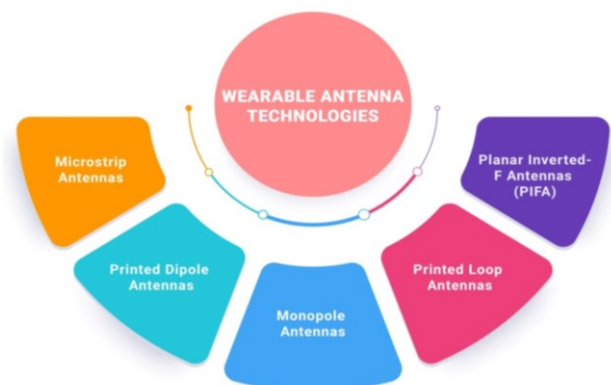 WEARABLE ANTENNA
TECHNOLOGIES
Microstrip
Antennas
Printed Dipole
Antennas
Monopole
Antennas
Printed Loop
Antennas
Planar Inverted-
F Antennas
(PIFA)